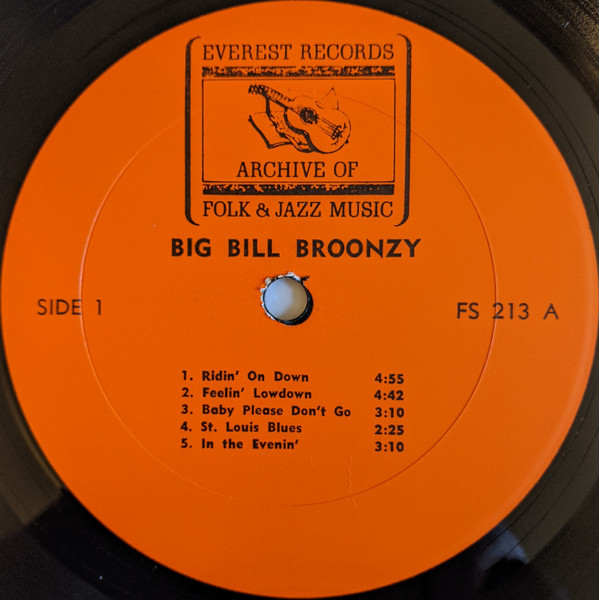 EVEREST RECORDS
ARCHIVE OF
FOLK & JAZZ MUSIC
BIG BILL BROONZY
SIDE 1 FS 213 A
1. Ridin' On Down 4:55
2. Feelin' Lowdown 4:42
3. Baby Please Don't Go 3:10
4. St. Louis Blues 2:25
5. In the Evenin' 3:10